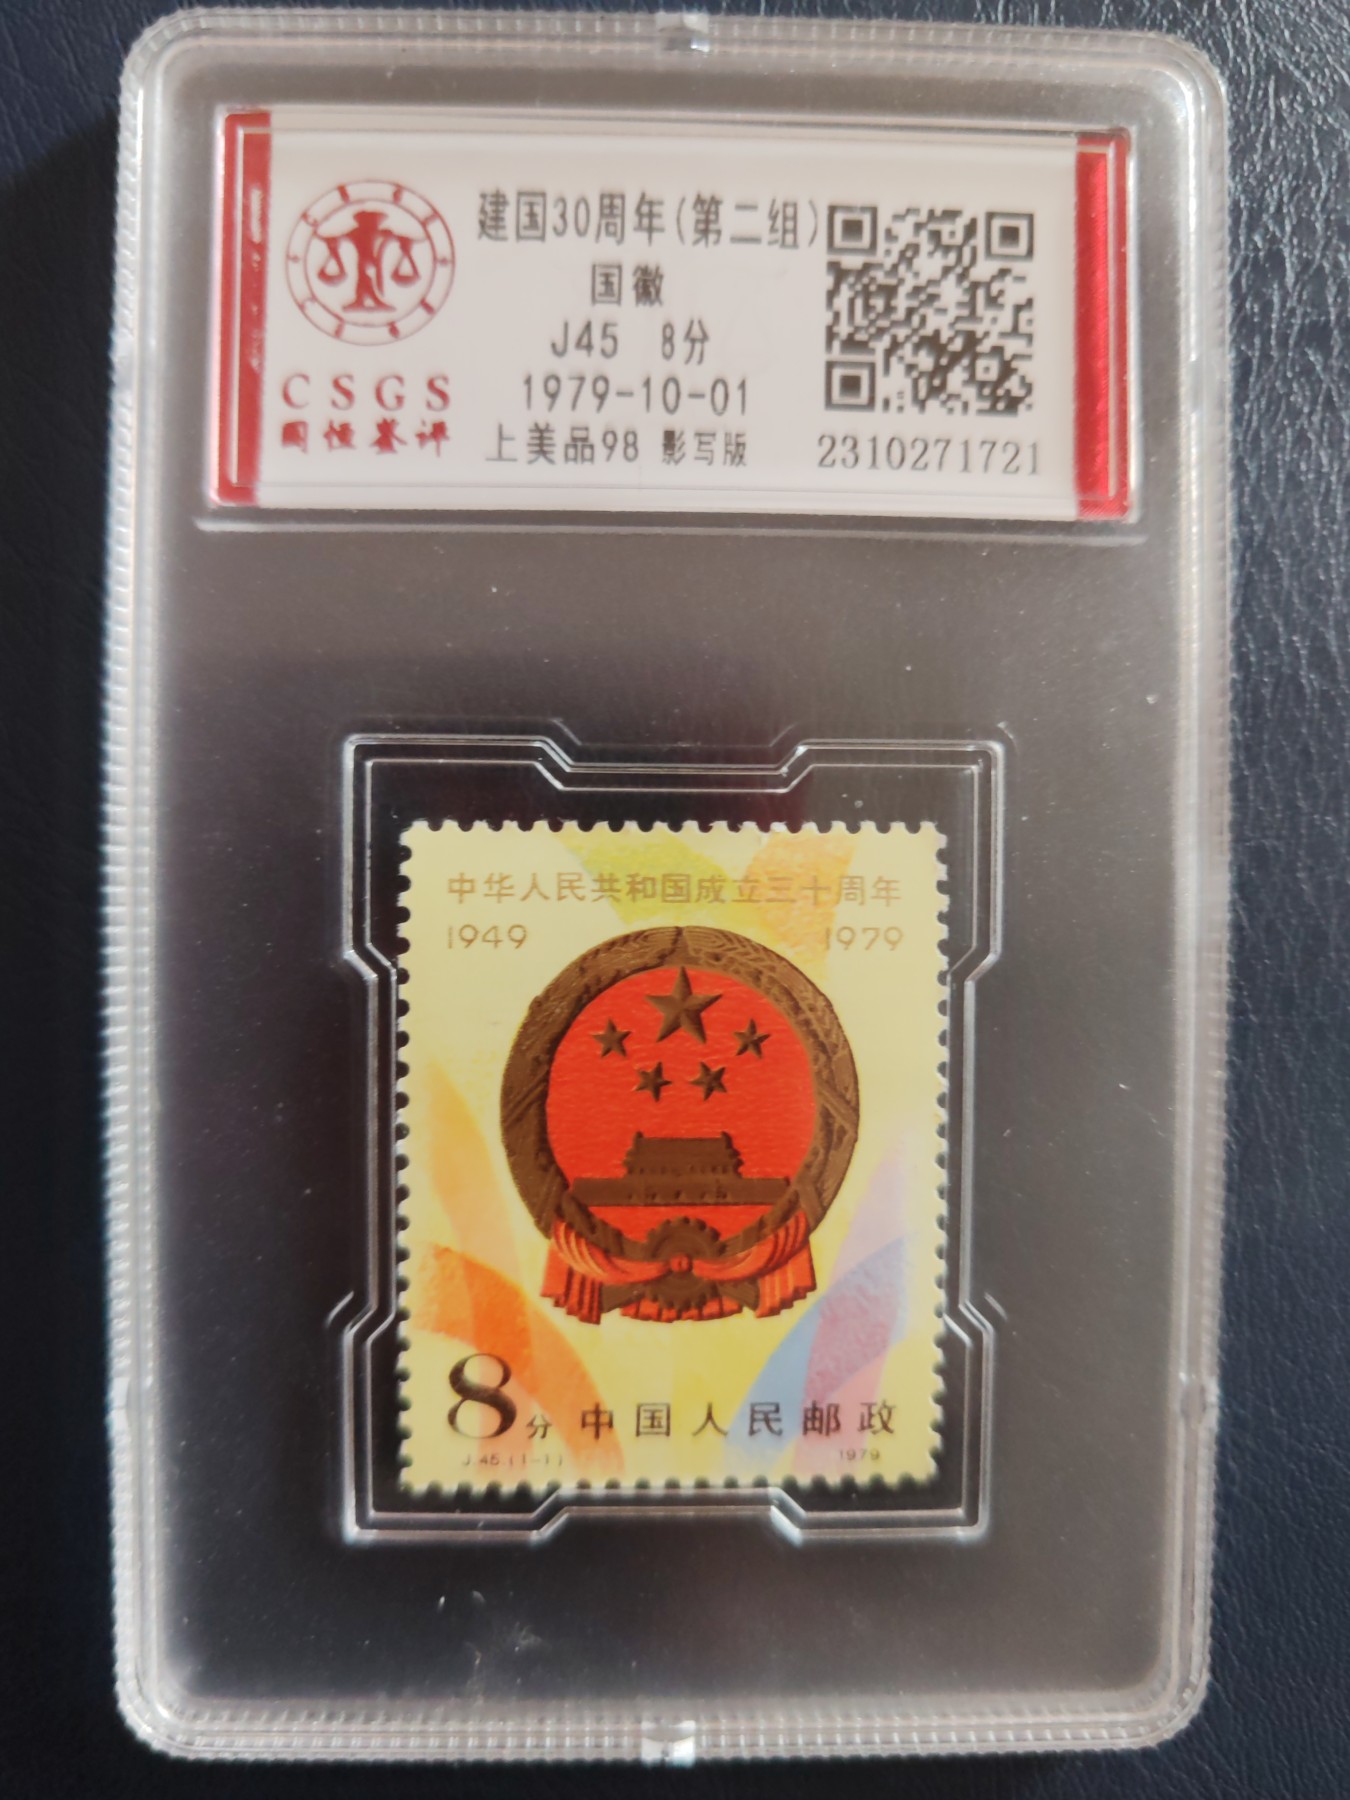 建国30周年(第二组)
国徽
J45 8分
1979-10-01
上美品98 影写版
CSGS
国恒鉴评
2310271721
中华人民共和国成立三十周年
1949 1979
8分 中国人民邮政
J.45.(1-1) 1979